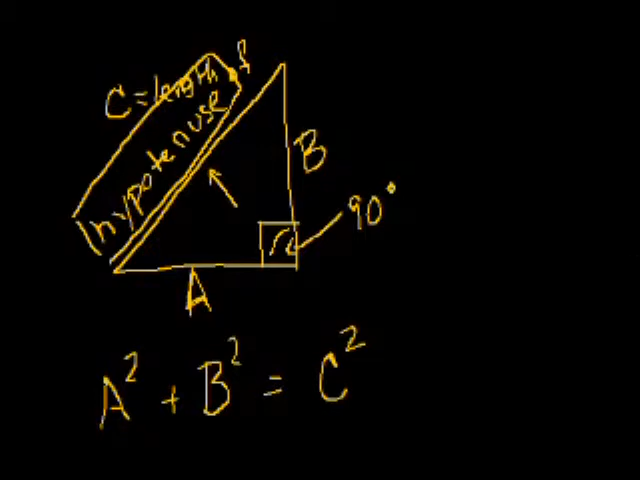 C = length of
hypotenuse
B
90°
A
A² + B² = C²